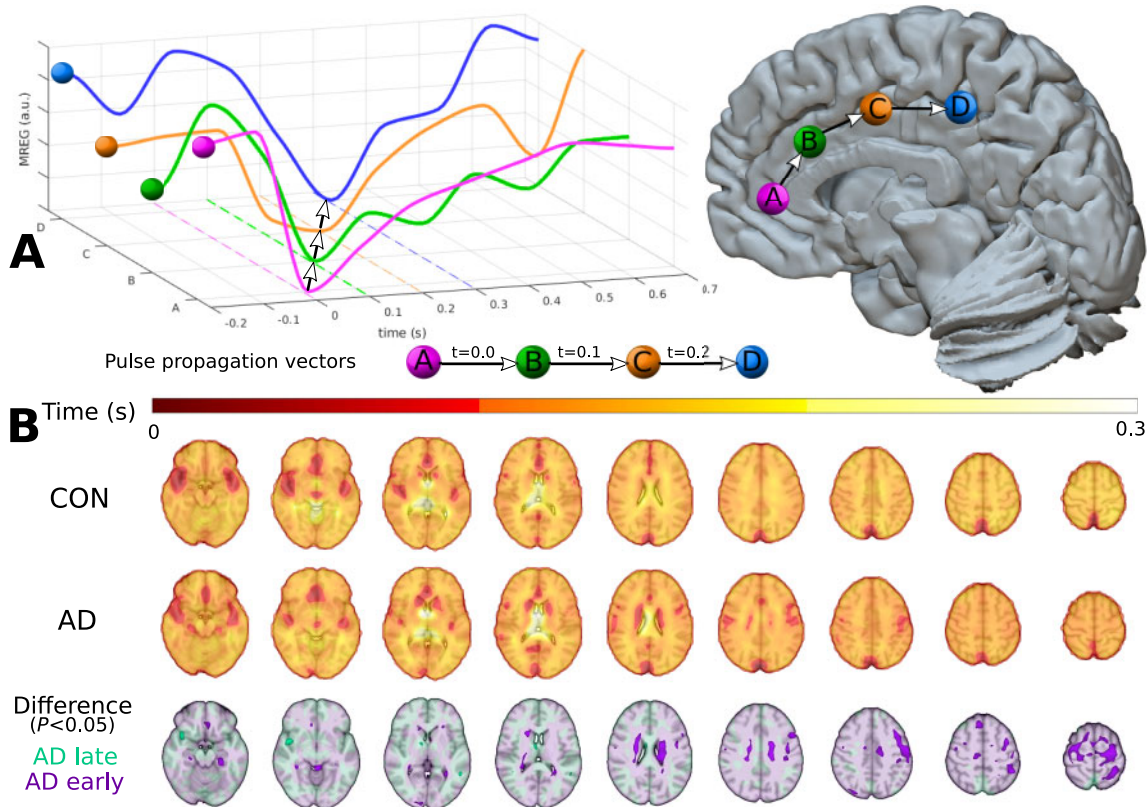 A
MREG (a.u.)
D
C
B
A
-0.2
-0.1
0
0.1
0.2
0.3
0.4
0.5
0.6
0.7
time (s)
A
B
C
D
Pulse propagation vectors
A t=0.0 B t=0.1 C t=0.2 D
B
Time (s)
0
0.3
CON
AD
Difference
(P<0.05)
AD late
AD early